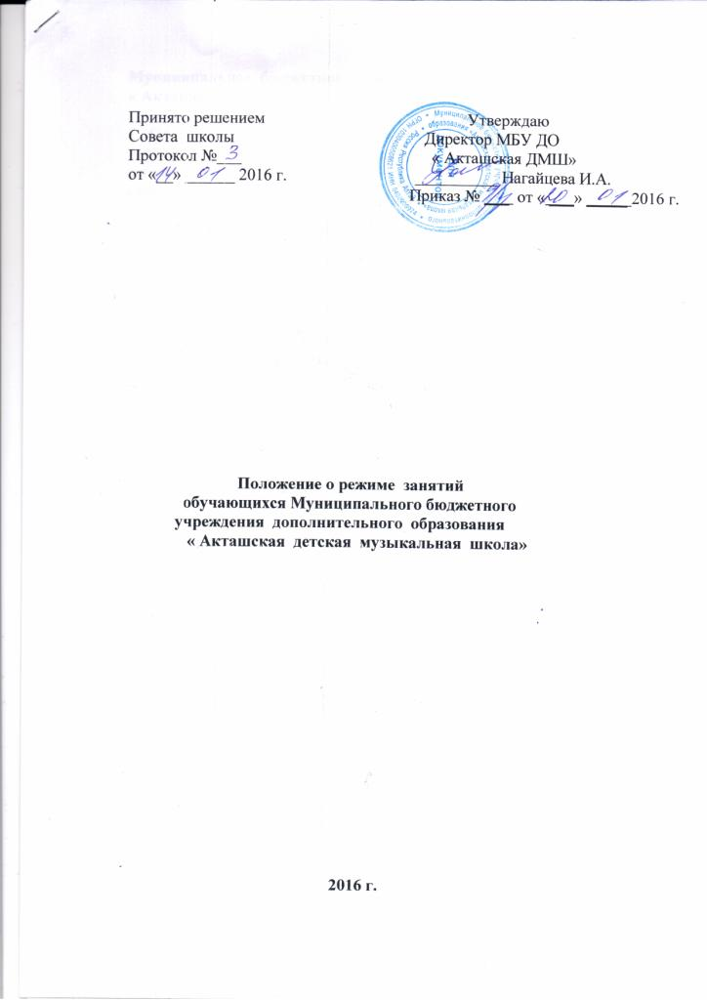 Принято решением
Совета школы
Протокол № 3
от «14» 01 2016 г.
Утверждаю
Директор МБУ ДО
« Акташская ДМШ»
Нагайцева И.А.
Приказ № 9/1 от «20» 01 2016 г.
Положение о режиме занятий
обучающихся Муниципального бюджетного
учреждения дополнительного образования
« Акташская детская музыкальная школа»
2016 г.